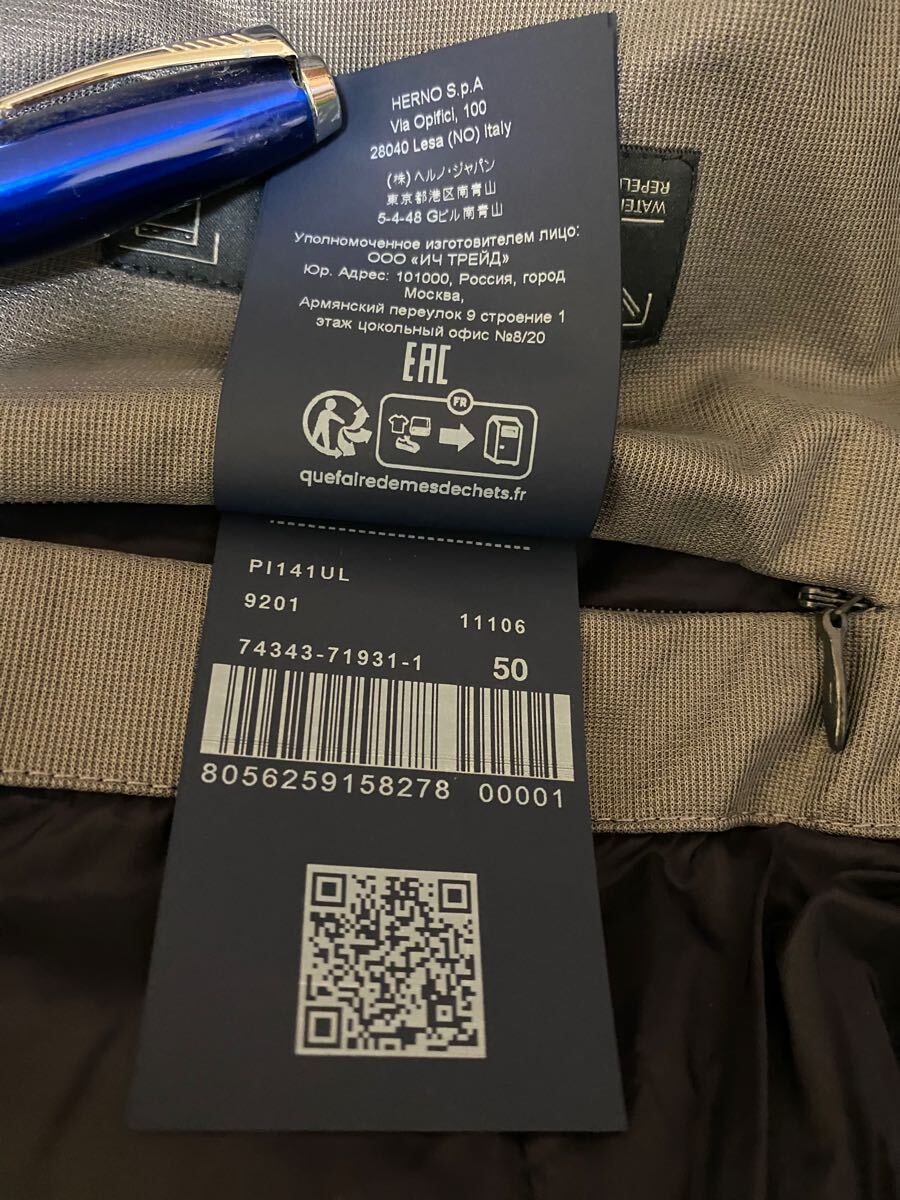 HERNO S.p.A
Via Opifici, 100
28040 Lesa (NO) Italy
(株)ヘルノ・ジャパン
東京都港区南青山
5-4-48 Gビル南青山
Уполномоченное изготовителем лицо:
ООО «ИЧ ТРЕЙД»
Юр. Адрес: 101000, Россия, город
Москва,
Армянский переулок 9 строение 1
этаж цокольный офис №8/20
EAC
FR
quefairedemesdechets.fr
PI141UL
9201
11106
74343-71931-1
50
8056259158278 00001